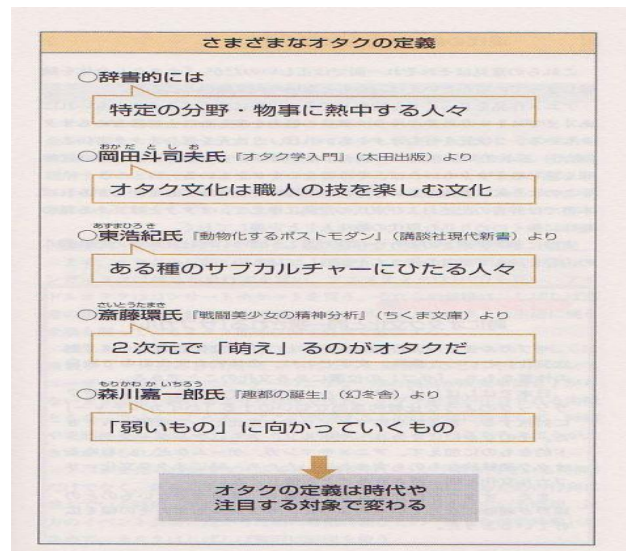 さまざまなオタクの定義
○辞書的には
特定の分野・物事に熱中する人々
おかだ としお
○岡田斗司夫氏『オタク学入門』（太田出版）より
オタク文化は職人の技を楽しむ文化
あずまひろき
○東浩紀氏『動物化するポストモダン』（講談社現代新書）より
ある種のサブカルチャーにひたる人々
さいとうたまき
○斎藤環氏『戦闘美少女の精神分析』（ちくま文庫）より
２次元で「萌え」るのがオタクだ
もりかわ かいちろう
○森川嘉一郎氏『趣都の誕生』（幻冬舎）より
「弱いもの」に向かっていくもの
オタクの定義は時代や
注目する対象で変わる